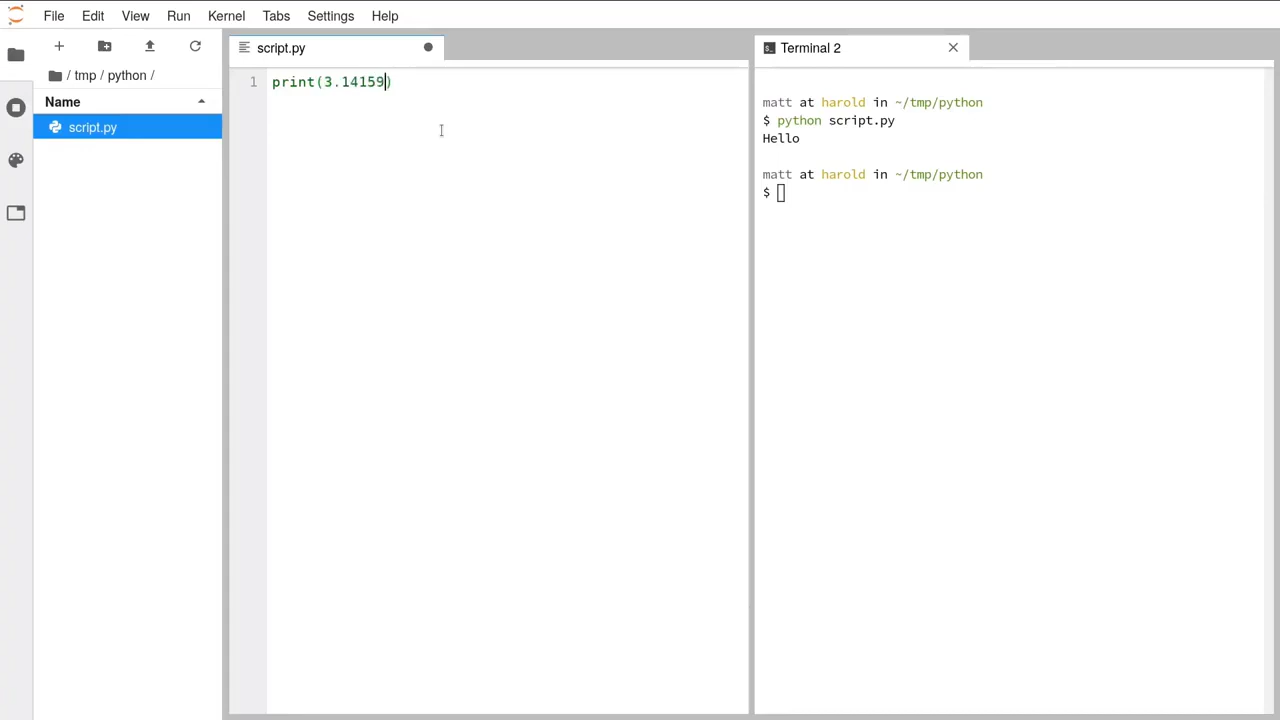 File Edit View Run Kernel Tabs Settings Help
/ tmp / python /
Name
script.py
script.py
1 print(3.14159)
Terminal 2
matt at harold in ~/tmp/python
$ python script.py
Hello
matt at harold in ~/tmp/python
$